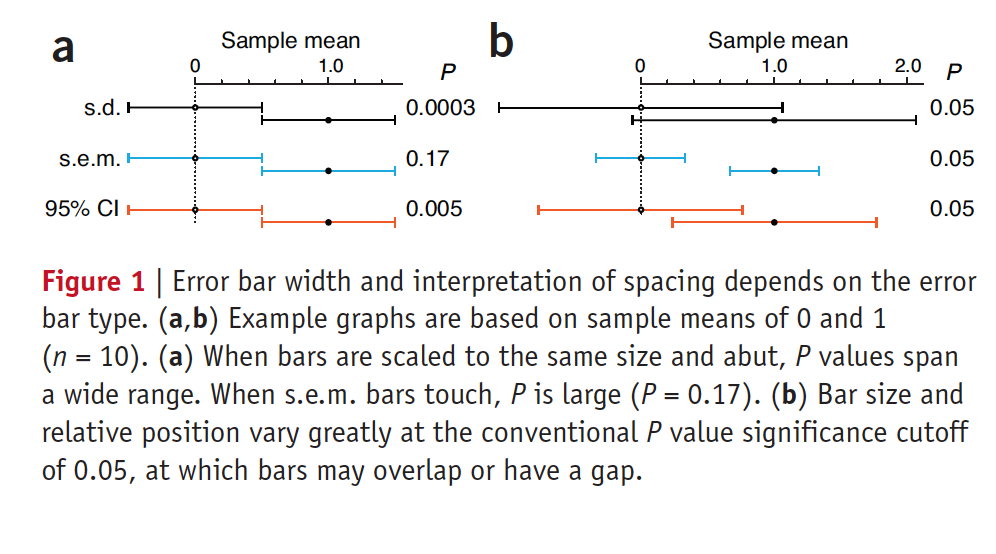 a
Sample mean
0 1.0 P
s.d. 0.0003
s.e.m. 0.17
95% CI 0.005
b
Sample mean
0 1.0 2.0 P
0.05
0.05
0.05
Figure 1 | Error bar width and interpretation of spacing depends on the error
bar type. (a,b) Example graphs are based on sample means of 0 and 1
(n = 10). (a) When bars are scaled to the same size and abut, P values span
a wide range. When s.e.m. bars touch, P is large (P = 0.17). (b) Bar size and
relative position vary greatly at the conventional P value significance cutoff
of 0.05, at which bars may overlap or have a gap.